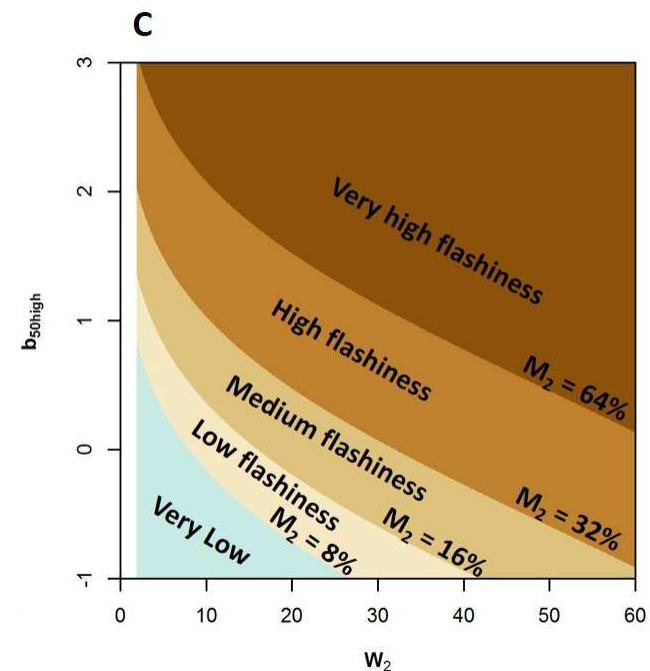 C
3
2
1
0
-1
b50high
Very high flashiness
M2 = 64%
High flashiness
M2 = 32%
Medium flashiness
M2 = 16%
Low flashiness
M2 = 8%
Very Low
0 10 20 30 40 50 60
W2